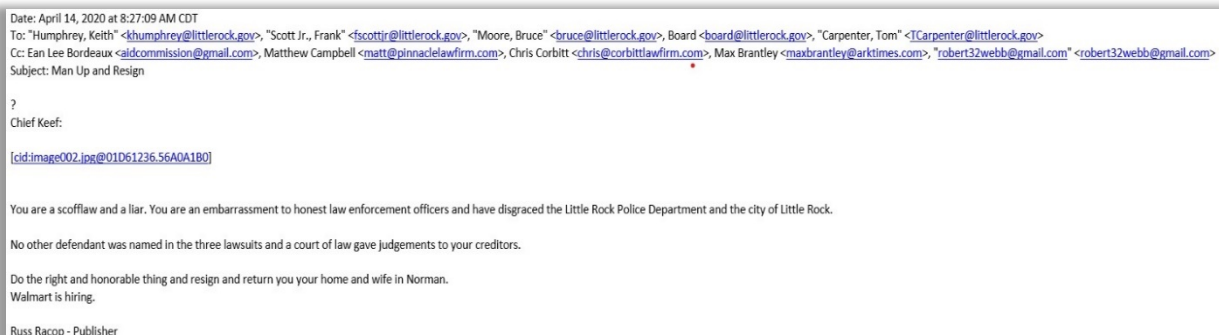 Date: April 14, 2020 at 8:27:09 AM CDT
To: "Humphrey, Keith" <khumphrey@littlerock.gov>, "Scott Jr., Frank" <fscottjr@littlerock.gov>, "Moore, Bruce" <bruce@littlerock.gov>, Board <board@littlerock.gov>, "Carpenter, Tom" <TCarpenter@littlerock.gov>
Cc: Ean Lee Bordeaux <aidcommission@gmail.com>, Matthew Campbell <matt@pinnaclelawfirm.com>, Chris Corbitt <chris@corbittlawfirm.com>, Max Brantley <maxbrantley@arktimes.com>, "robert32webb@gmail.com" <robert32webb@gmail.com>
Subject: Man Up and Resign
?
Chief Keef:
[cid:image002.jpg@01D61236.56A0A1B0]
You are a scofflaw and a liar. You are an embarrassment to honest law enforcement officers and have disgraced the Little Rock Police Department and the city of Little Rock.
No other defendant was named in the three lawsuits and a court of law gave judgements to your creditors.
Do the right and honorable thing and resign and return you your home and wife in Norman.
Walmart is hiring.
Russ Racop - Publisher